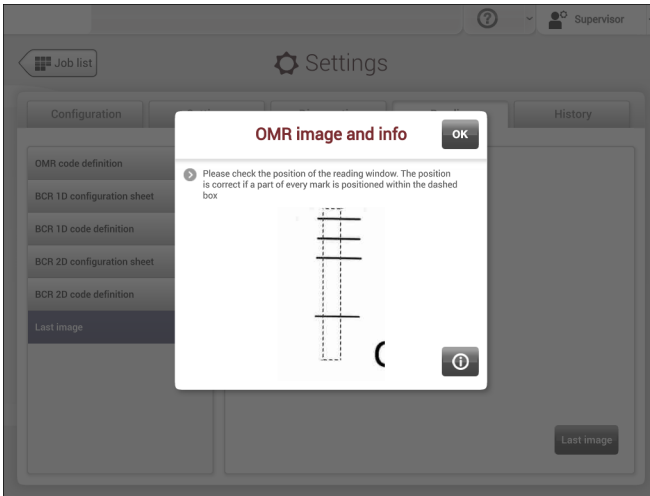 ?
Supervisor
Job list
Settings
Configuration
History
OMR image and info
OK
OMR code definition
BCR 1D configuration sheet
BCR 1D code definition
BCR 2D configuration sheet
BCR 2D code definition
Last image
Please check the position of the reading window. The position
is correct if a part of every mark is positioned within the dashed
box
Last image